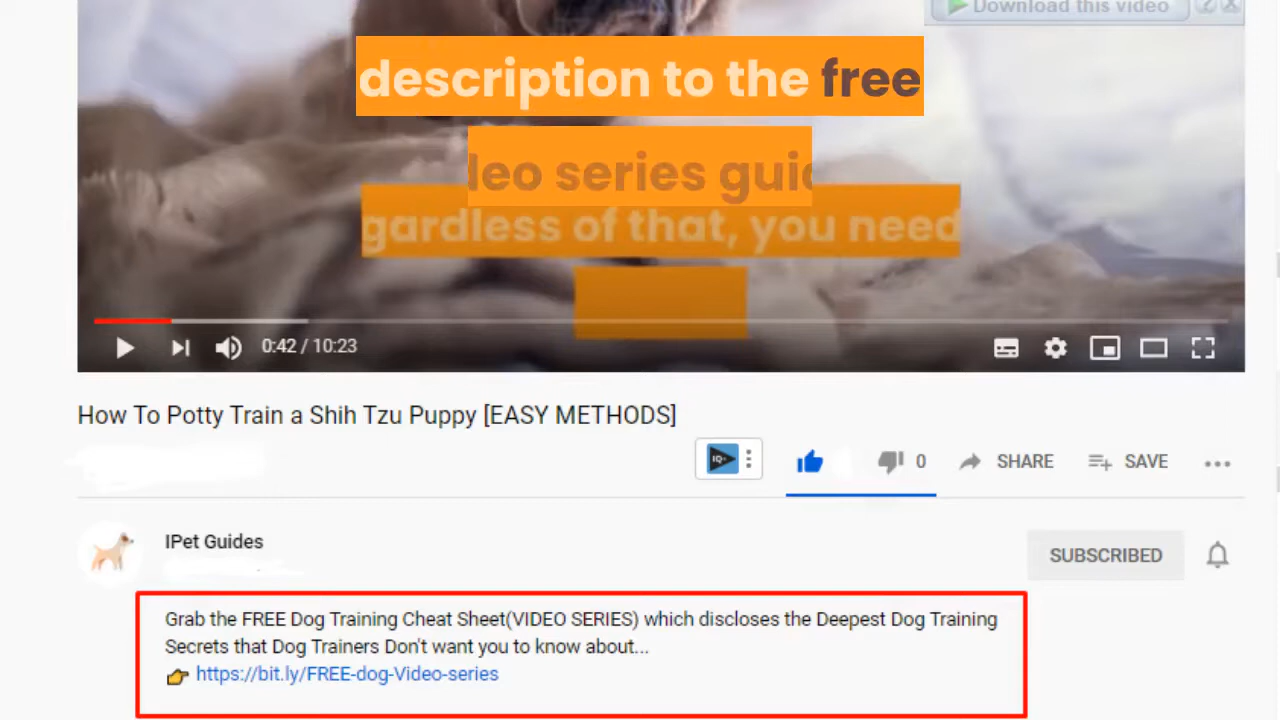 Download this video
description to the free
series
of that, you need
0:42 / 10:23
How To Potty Train a Shih Tzu Puppy [EASY METHODS]
IQ
0
SHARE
SAVE
IPet Guides
SUBSCRIBED
Grab the FREE Dog Training Cheat Sheet(VIDEO SERIES) which discloses the Deepest Dog Training
Secrets that Dog Trainers Don't want you to know about...
https://bit.ly/FREE-dog-Video-series